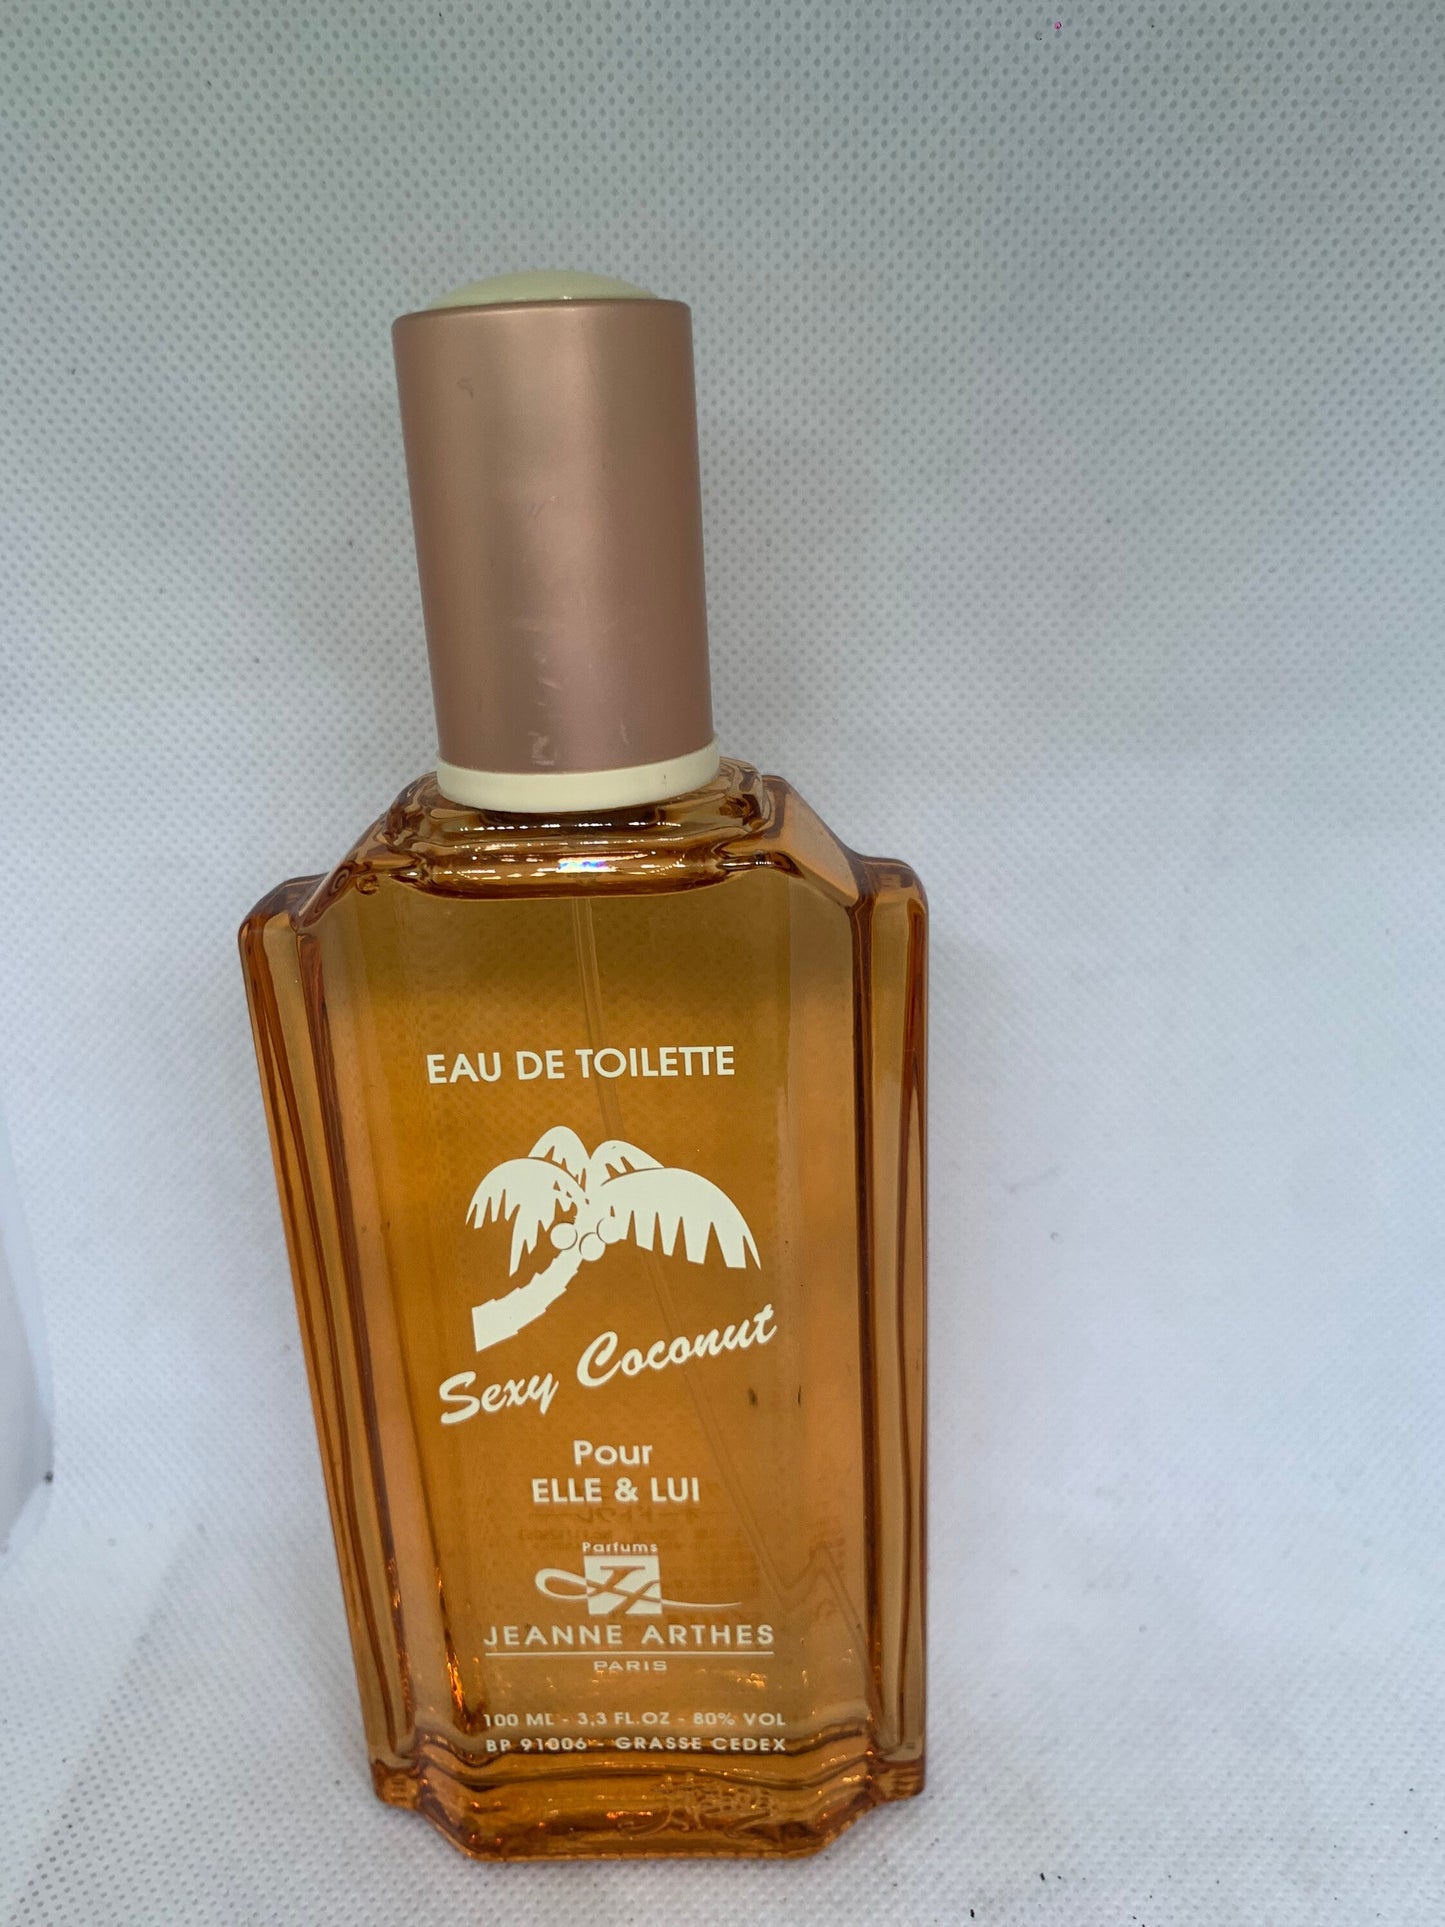 EAU DE TOILETTE
Sexy Coconut
Pour
ELLE & LUI
Parfums
JEANNE ARTHES
PARIS
100 ML - 3,3 FL.OZ - 80% VOL
BP 91006 - GRASSE CEDEX